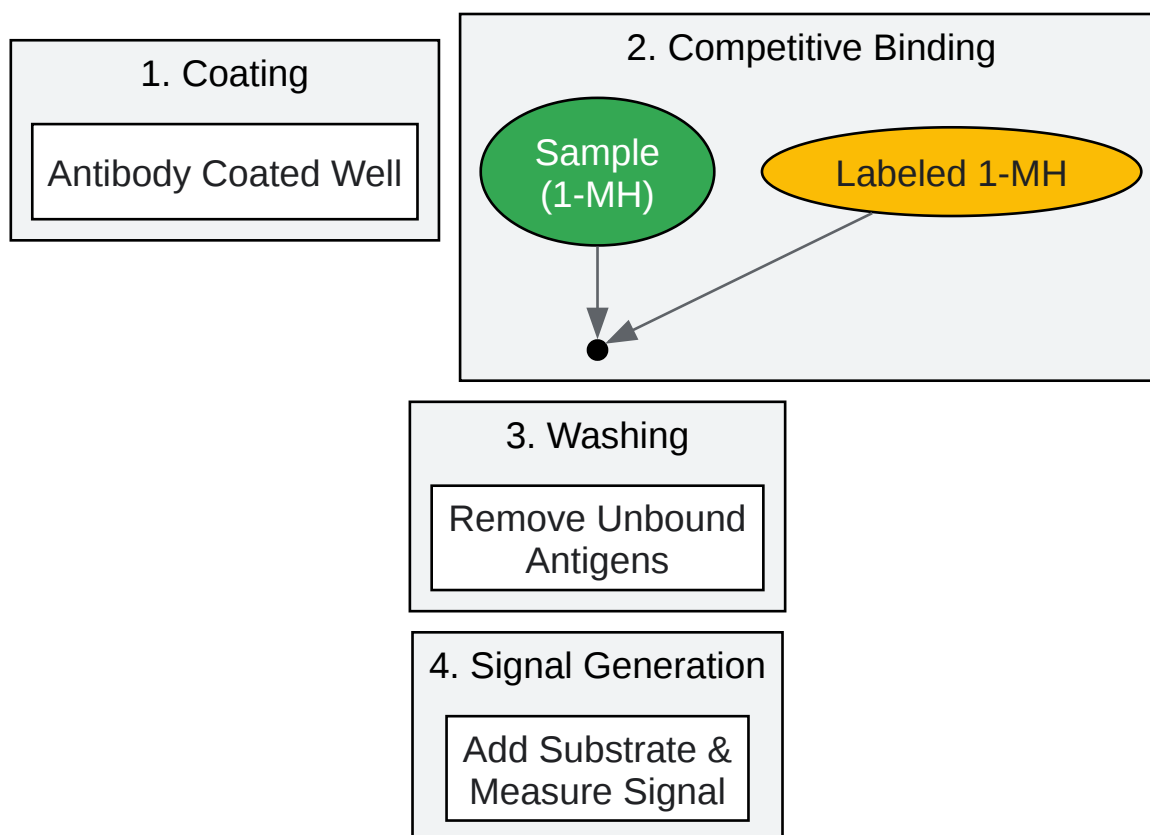 1. Coating
Antibody Coated Well
2. Competitive Binding
Sample
(1-MH)
Labeled 1-MH
3. Washing
Remove Unbound
Antigens
4. Signal Generation
Add Substrate &
Measure Signal